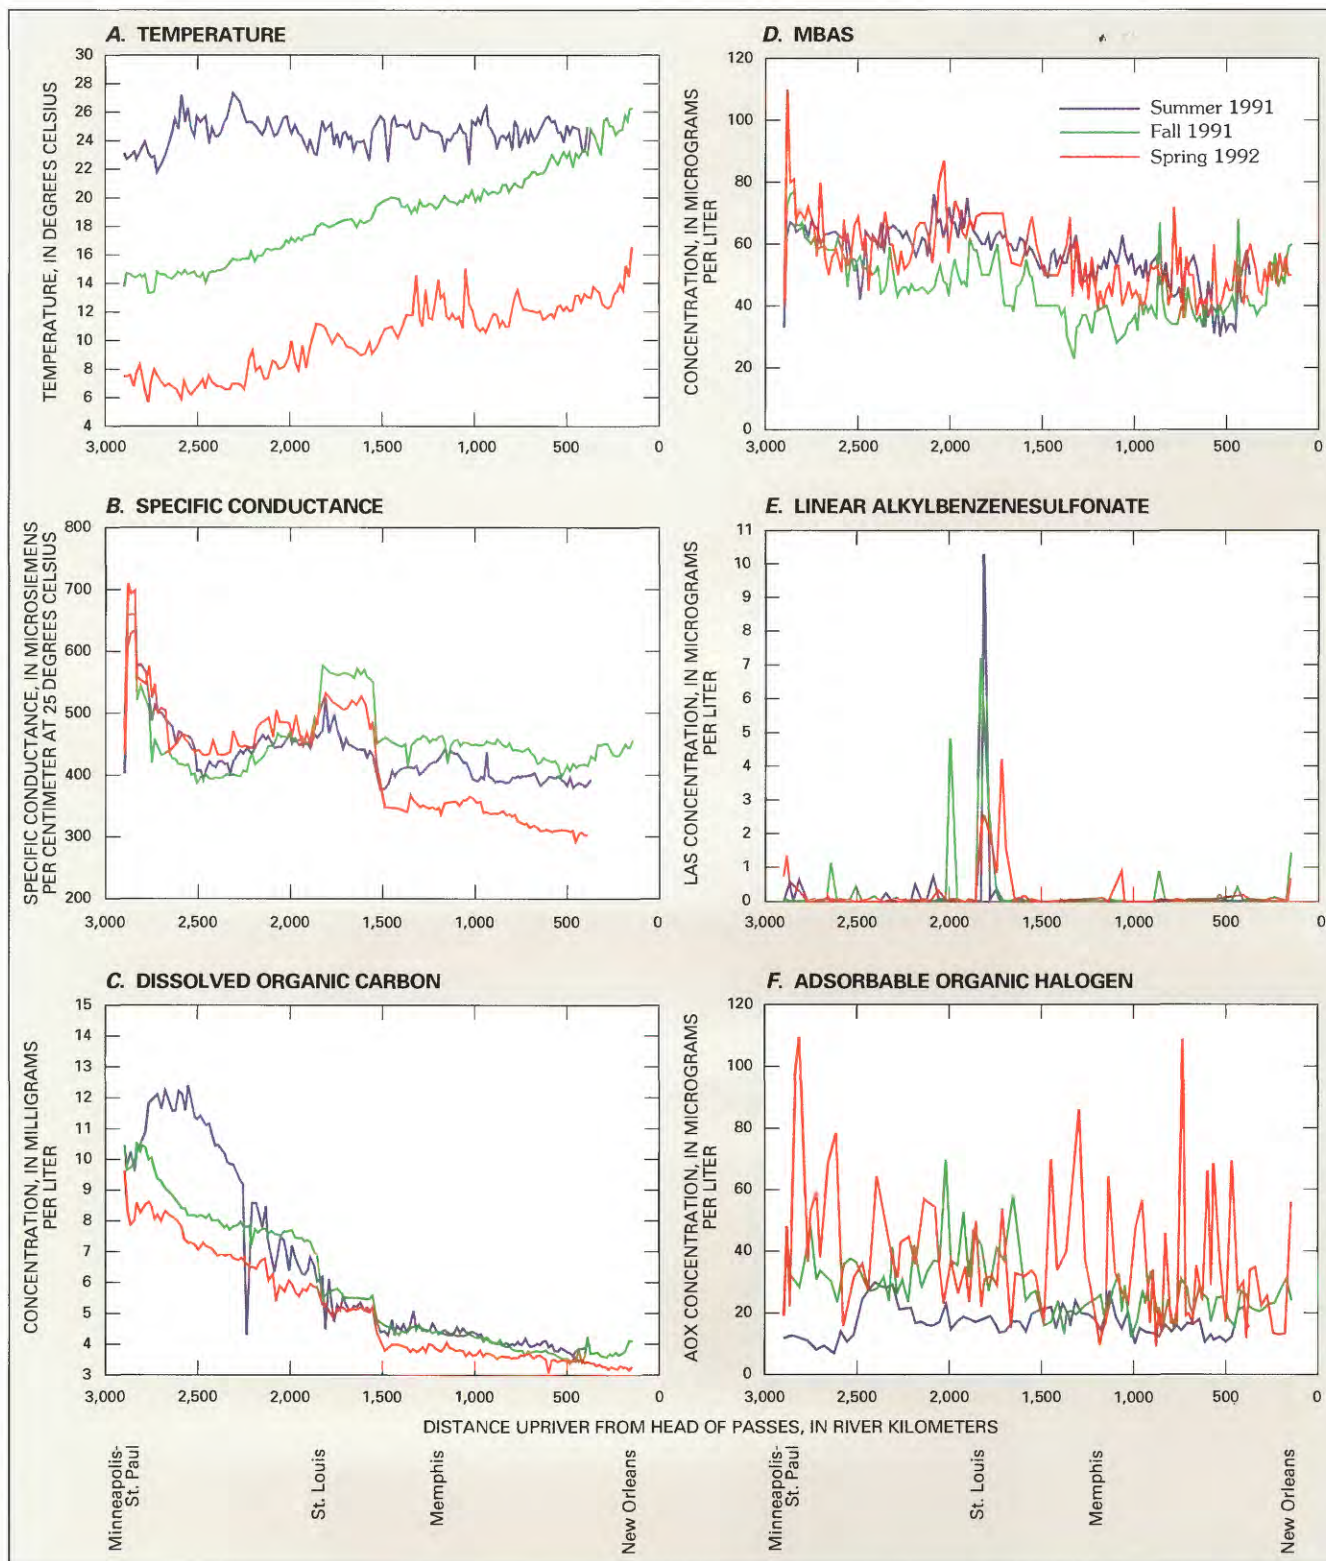 A. TEMPERATURE
TEMPERATURE, IN DEGREES CELSIUS
30
28
26
24
22
20
18
16
14
12
10
8
6
4
3,000 2,500 2,000 1,500 1,000 500 0
D. MBAS
CONCENTRATION, IN MICROGRAMS
PER LITER
120
100
80
60
40
20
0
Summer 1991
Fall 1991
Spring 1992
3,000 2,500 2,000 1,500 1,000 500 0
B. SPECIFIC CONDUCTANCE
SPECIFIC CONDUCTANCE, IN MICROSIEMENS
PER CENTIMETER AT 25 DEGREES CELSIUS
800
700
600
500
400
300
200
3,000 2,500 2,000 1,500 1,000 500 0
E. LINEAR ALKYLBENZENESULFONATE
LAS CONCENTRATION, IN MICROGRAMS
PER LITER
11
10
9
8
7
6
5
4
3
2
1
0
3,000 2,500 2,000 1,500 1,000 500 0
C. DISSOLVED ORGANIC CARBON
CONCENTRATION, IN MILLIGRAMS
PER LITER
15
14
13
12
11
10
9
8
7
6
5
4
3
3,000 2,500 2,000 1,500 1,000 500 0
F. ADSORBABLE ORGANIC HALOGEN
AOX CONCENTRATION, IN MICROGRAMS
PER LITER
120
100
80
60
40
20
0
3,000 2,500 2,000 1,500 1,000 500 0
DISTANCE UPRIVER FROM HEAD OF PASSES, IN RIVER KILOMETERS
Minneapolis-
St. Paul
St. Louis
Memphis
New Orleans
Minneapolis-
St. Paul
St. Louis
Memphis
New Orleans